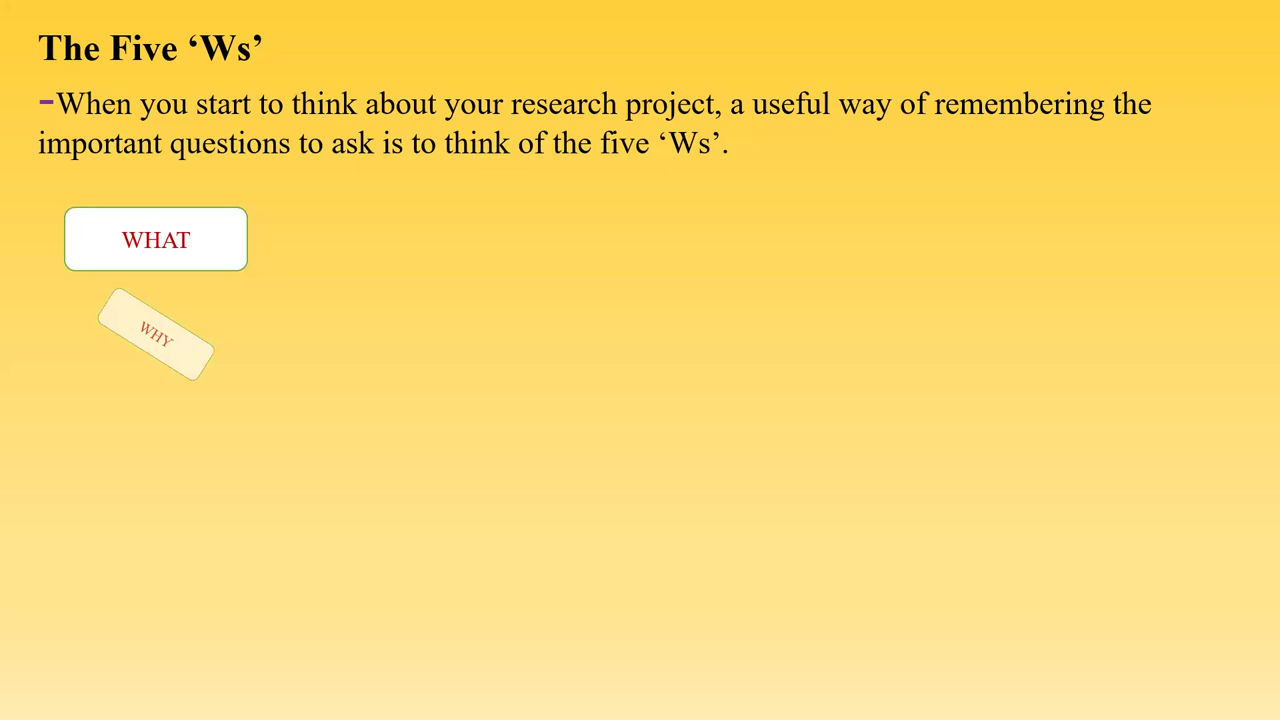 The Five ‘Ws’
-When you start to think about your research project, a useful way of remembering the
important questions to ask is to think of the five ‘Ws’.
WHAT
WHY